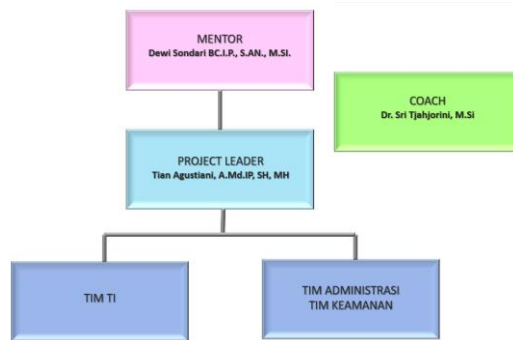 MENTOR
Dewi Sondari BC.I.P., S.AN., M.SI.
COACH
Dr. Sri Tjahjorini, M.Si
PROJECT LEADER
Tian Agustiani, A.Md.IP, SH, MH
TIM TI
TIM ADMINISTRASI
TIM KEAMANAN